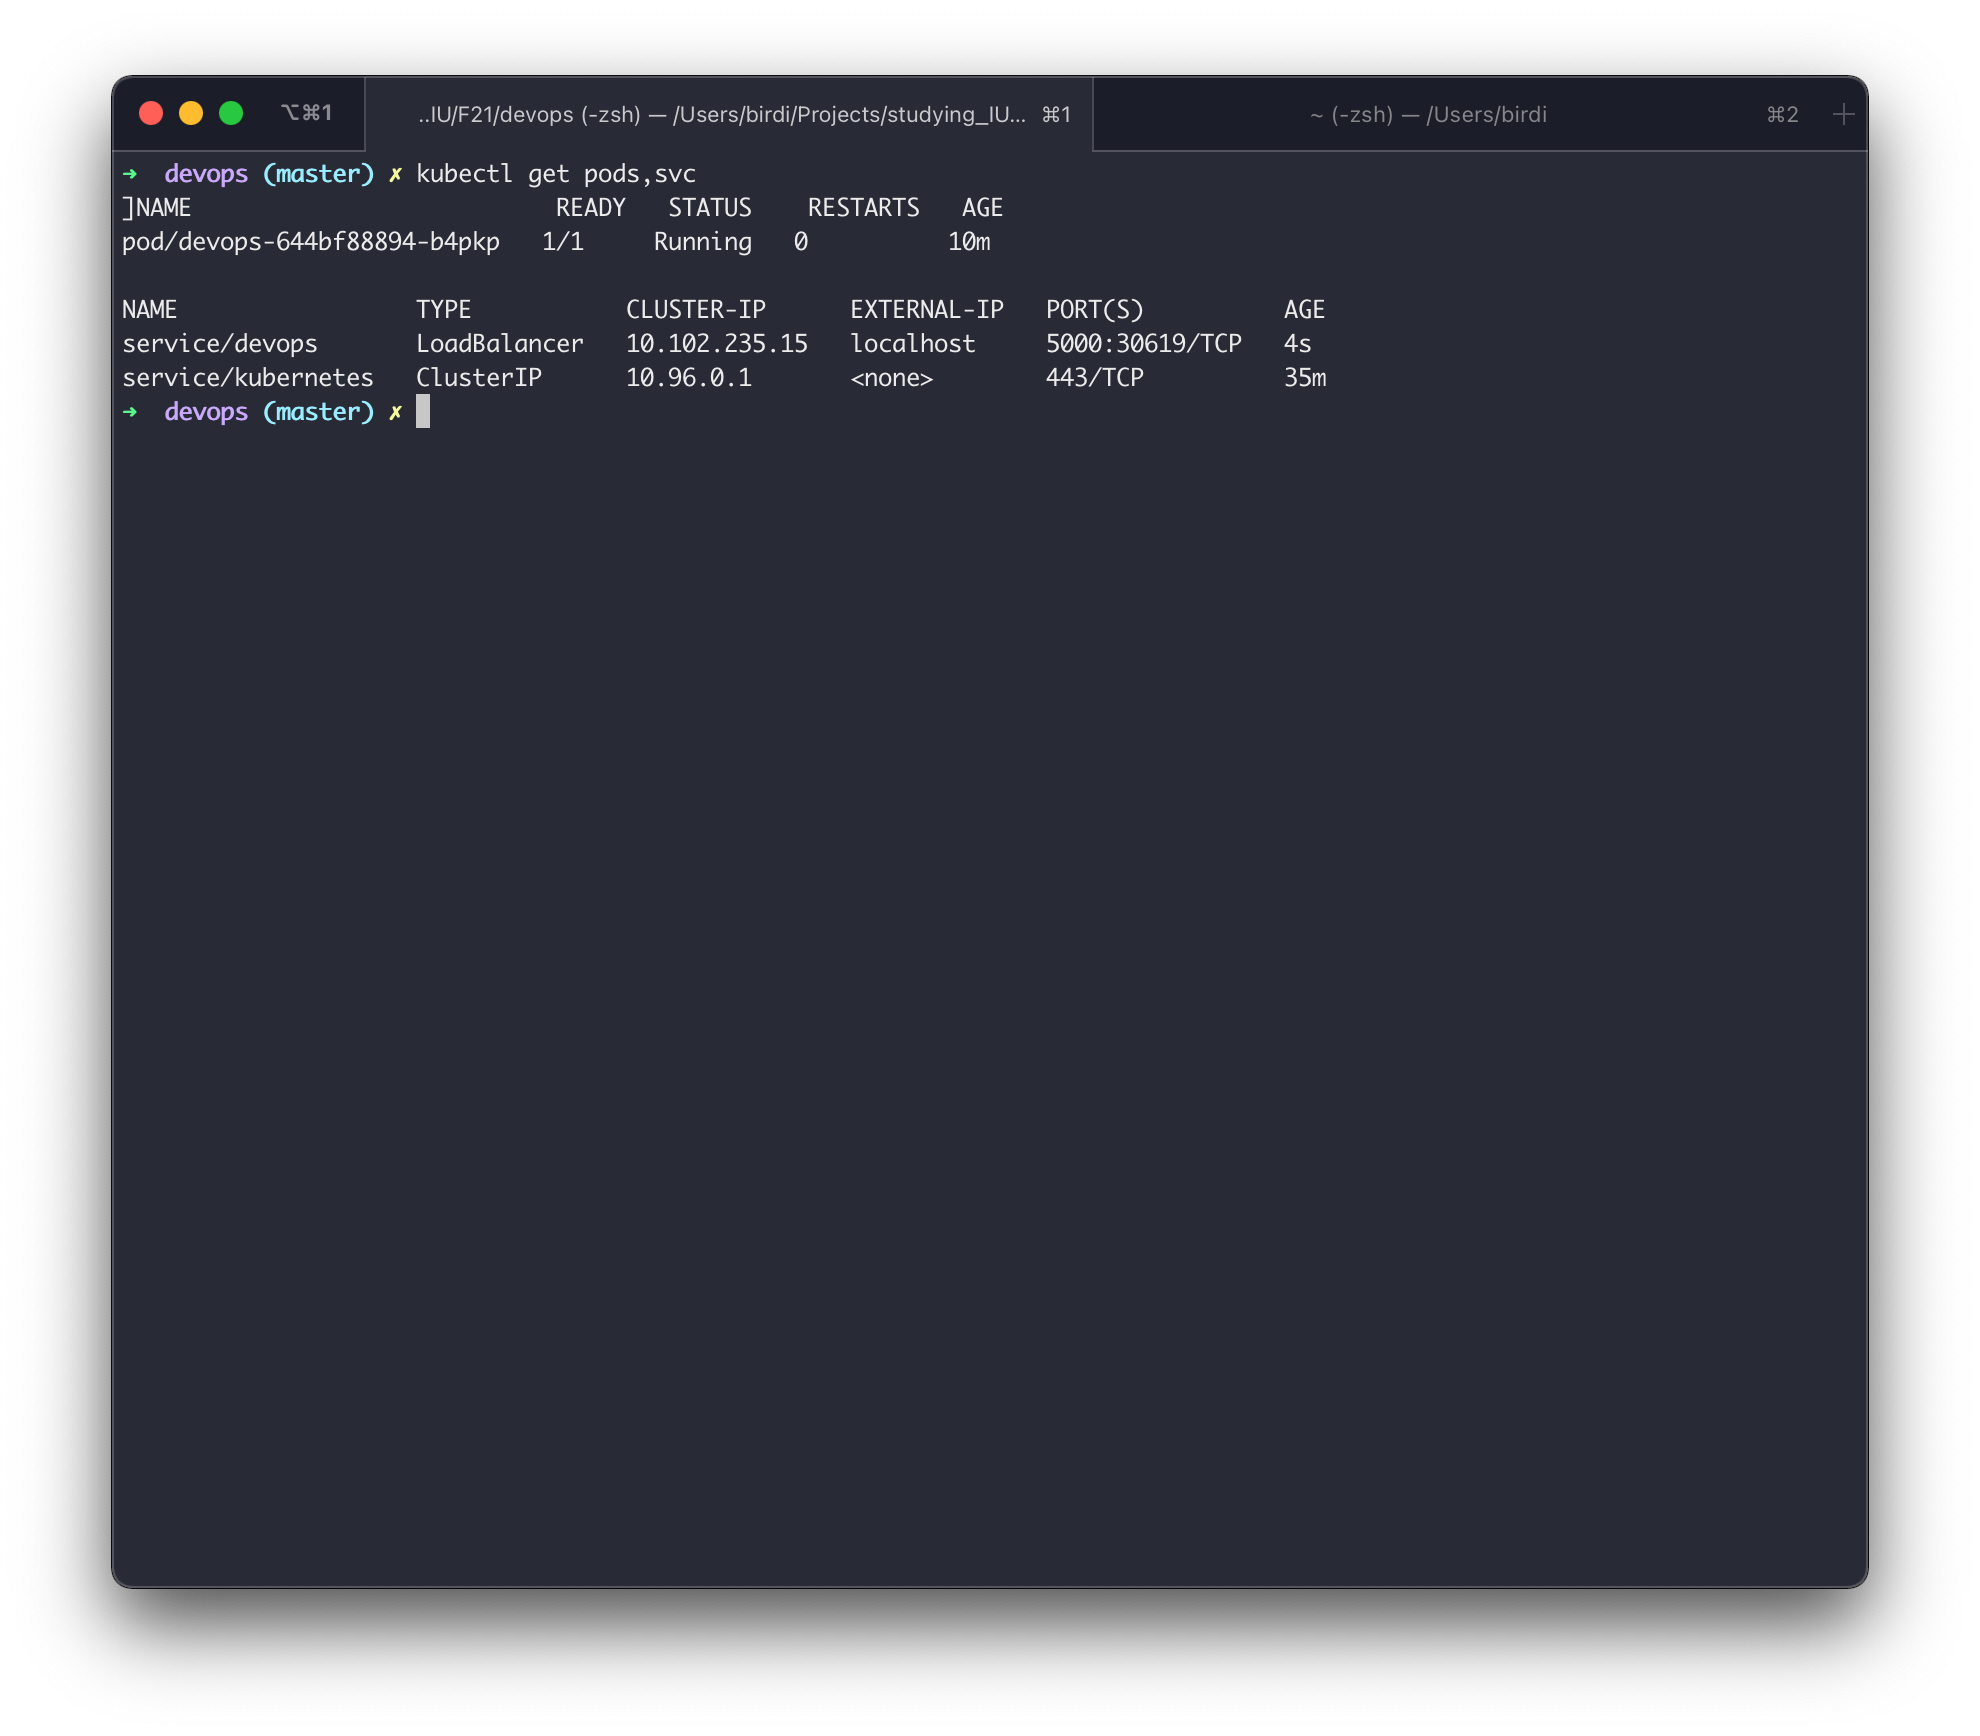 ⌥⌘1 ..IU/F21/devops (-zsh) — /Users/birdi/Projects/studying_IU... ⌘1 ~ (-zsh) — /Users/birdi ⌘2 +
➜  devops (master) ✗ kubectl get pods,svc
]NAME                          READY   STATUS    RESTARTS   AGE
pod/devops-644bf88894-b4pkp   1/1     Running   0          10m
NAME                 TYPE           CLUSTER-IP      EXTERNAL-IP   PORT(S)          AGE
service/devops       LoadBalancer   10.102.235.15   localhost     5000:30619/TCP   4s
service/kubernetes   ClusterIP      10.96.0.1       <none>        443/TCP          35m
➜  devops (master) ✗